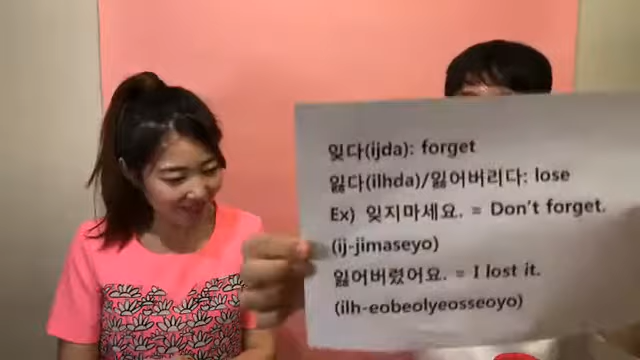 잊다(ijda): forget
잃다(ilhda)/잃어버리다: lose
Ex) 잊지마세요. = Don't forget.
(ij-jimaseyo)
잃어버렸어요. = I lost it.
(ilh-eobeolyeosseoyo)